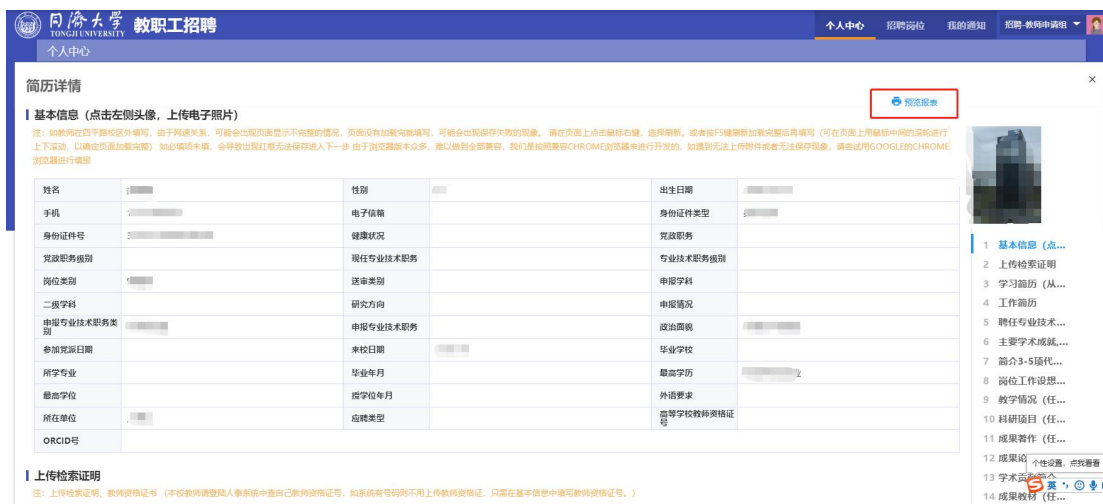 同濟大学 教职工招聘 个人中心 招聘岗位 我的通知 招聘-教师申请组
TONGJI UNIVERSITY
个人中心
简历详情 ×
预览报表
基本信息（点击左侧头像，上传电子照片）
注：如教师在四平路校区外填写，由于网速关系，可能会出现页面显示不完整的情况，页面没有加载完就填写，可能会出现保存失败的现象。 请在页面上点击鼠标右键，选择刷新。或者按F5键刷新加载完整后再填写（可在页面上用鼠标中间的滚轮进行
上下滚动，以确定页面加载完整） 如必填项未填，会导致出现红框无法保存进入下一步 由于浏览器版本众多，难以做到全部兼容，我们是按照兼容CHROME浏览器来进行开发的，如遇到无法上传附件或者无法保存现象，请尝试用GOOGLE的CHROME
浏览器进行填报
姓名 性别 出生日期
手机 电子信箱 身份证件类型
身份证件号 健康状况 党政职务
党政职务级别 现任专业技术职务 专业技术职务级别
岗位类别 送审类别 申报学科
二级学科 研究方向 申报情况
申报专业技术职务类
别 申报专业技术职务 政治面貌
参加党派日期 来校日期 毕业学校
所学专业 毕业年月 最高学历
最高学位 授学位年月 外语要求
所在单位 应聘类型 高等学校教师资格证
号
ORCID号
上传检索证明
注：上传检索证明、教师资格证书 （本校教师请登陆人事系统中查自己教师资格证号，如系统有号码则不用上传教师资格证，只需在基本信息中填写教师资格证号。）
1 基本信息（点...
2 上传检索证明
3 学习简历（从...
4 工作简历
5 聘任专业技术...
6 主要学术成就,...
7 简介3-5项代...
8 岗位工作设想...
9 教学情况（任...
10 科研项目（任...
11 成果著作（任...
12 成果论
个性设置，点我看看
13 学术贡献
英
14 成果教材（任...